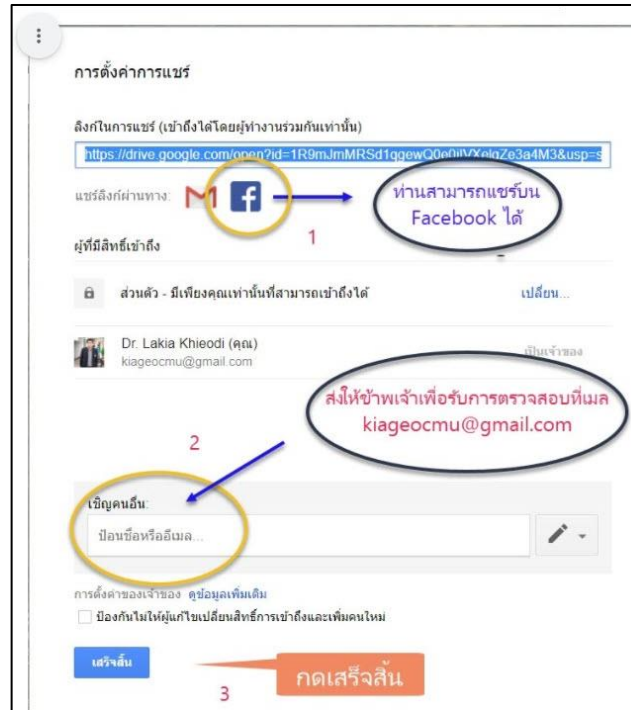 การตั้งค่าการแชร์
ลิงก์ในการแชร์ (เข้าถึงได้โดยผู้ทำงานร่วมกันเท่านั้น)
https://drive.google.com/open?id=1R9mJmMRSd1qgewQ0e0jIVXelqZe3a4M3&usp=s
แชร์ลิงก์ผ่านทาง:
ท่านสามารถแชร์บน
Facebook ได้
1
ผู้ที่มีสิทธิ์เข้าถึง
ส่วนตัว - มีเพียงคุณเท่านั้นที่สามารถเข้าถึงได้ เปลี่ยน...
Dr. Lakia Khieodi (คุณ) เป็นเจ้าของ
kiageocmu@gmail.com
ส่งให้ข้าพเจ้าเพื่อรับการตรวจสอบที่เมล
kiageocmu@gmail.com
2
เชิญคนอื่น:
ป้อนชื่อหรืออีเมล...
การตั้งค่าของเจ้าของ ดูข้อมูลเพิ่มเติม
ป้องกันไม่ให้ผู้แก้ไขเปลี่ยนสิทธิ์การเข้าถึงและเพิ่มคนใหม่
เสร็จสิ้น
กดเสร็จสิ้น
3